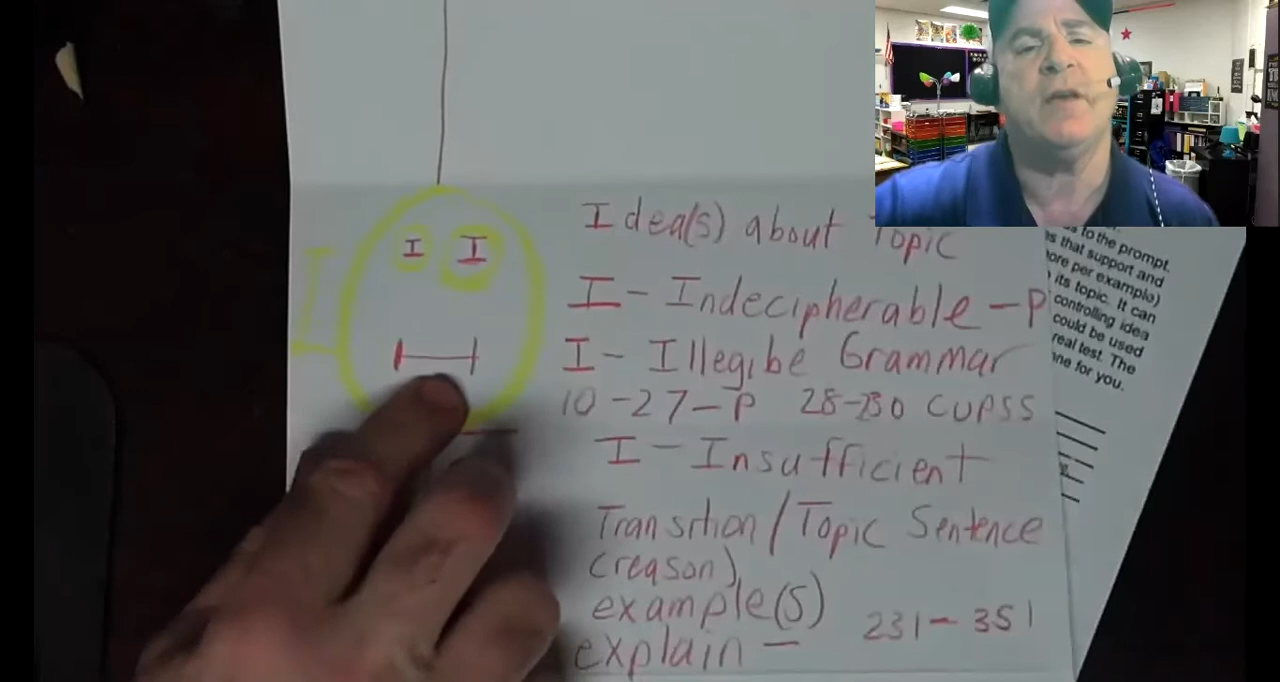 I
I I
Idea(s) about Topic
I - Indecipherable - P
I - Illegibe Grammar
10-27-P 28-230 CUPSS
I - Insufficient
Transition / Topic Sentence
(reason),
example(s)
explain - 231-351
to the prompt.
that support and
ore per example)
its topic. It can
controlling idea
could be used
real test. The
for you.